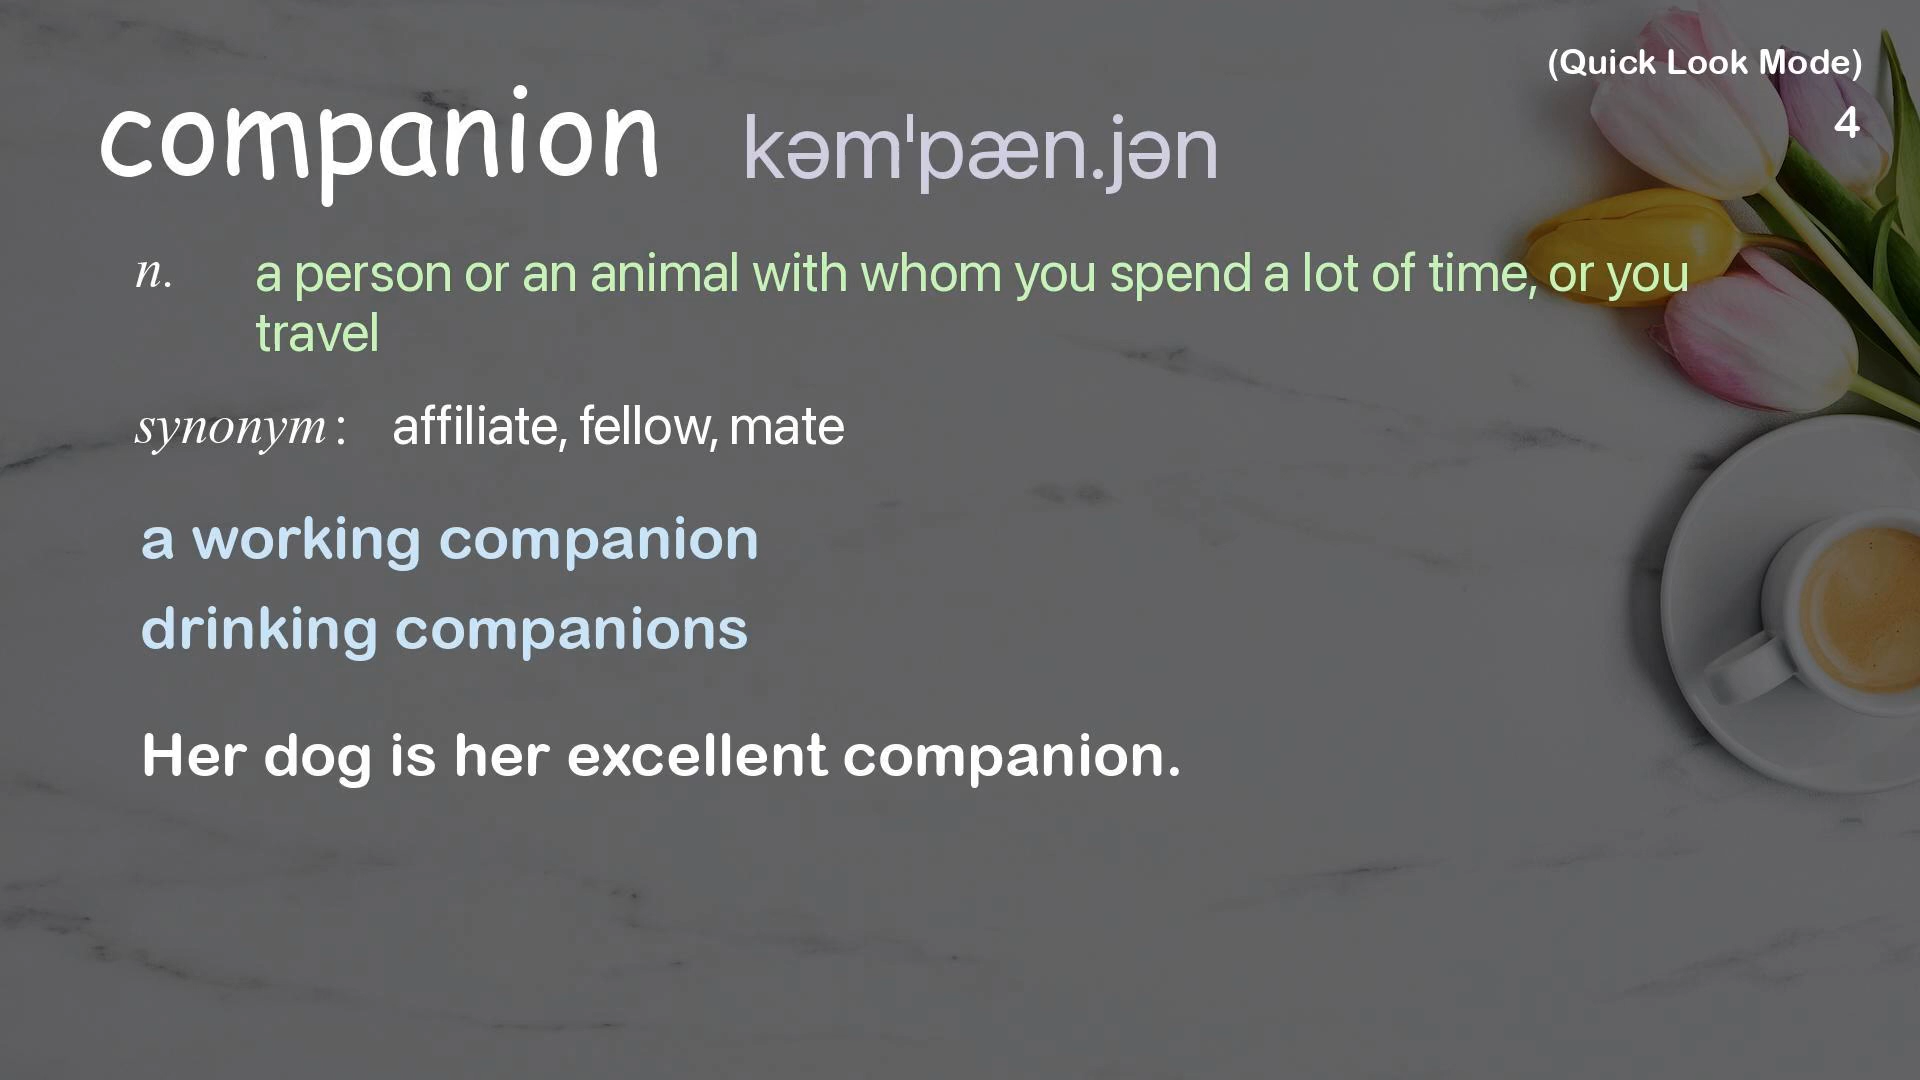 (Quick Look Mode)
4
companion kəmˈpæn.jən
n. a person or an animal with whom you spend a lot of time, or you
travel
synonym: affiliate, fellow, mate
a working companion
drinking companions
Her dog is her excellent companion.